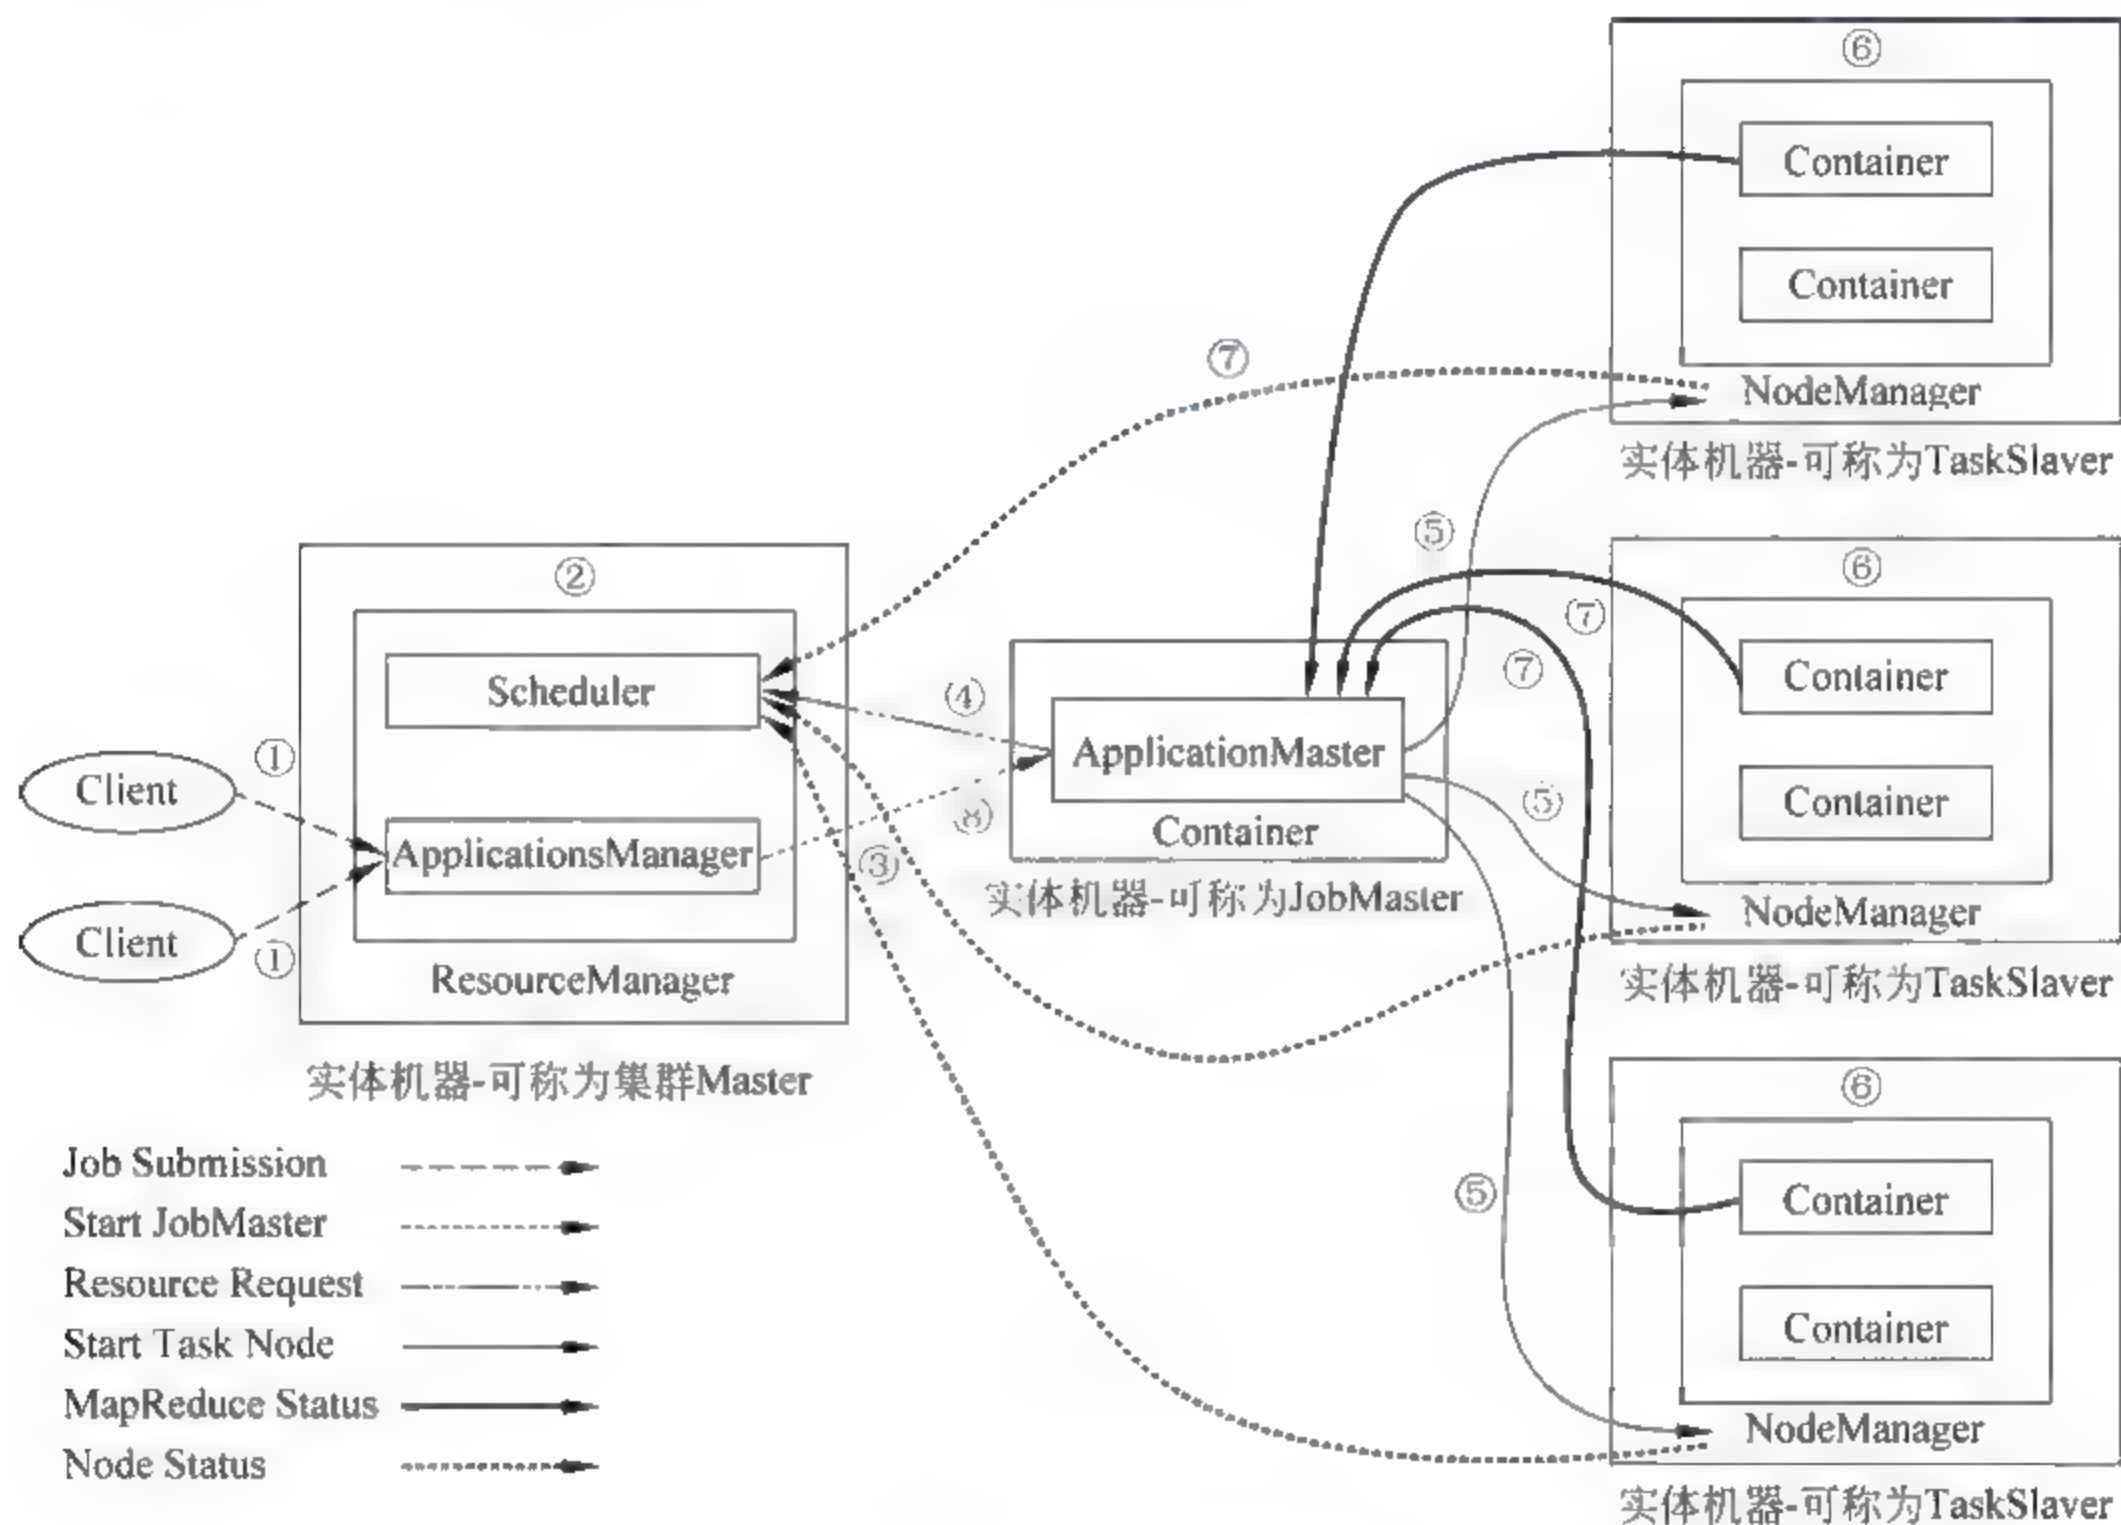 ⑥
Container
Container
NodeManager
实体机器-可称为TaskSlaver
⑦
⑤
②
Scheduler
ApplicationsManager
ResourceManager
实体机器-可称为集群Master
①
Client
Client
①
④
⑧
③
ApplicationMaster
Container
实体机器-可称为JobMaster
⑦
⑦
⑤
⑥
Container
Container
NodeManager
实体机器-可称为TaskSlaver
⑤
⑥
Container
Container
NodeManager
实体机器-可称为TaskSlaver
Job Submission
Start JobMaster
Resource Request
Start Task Node
MapReduce Status
Node Status